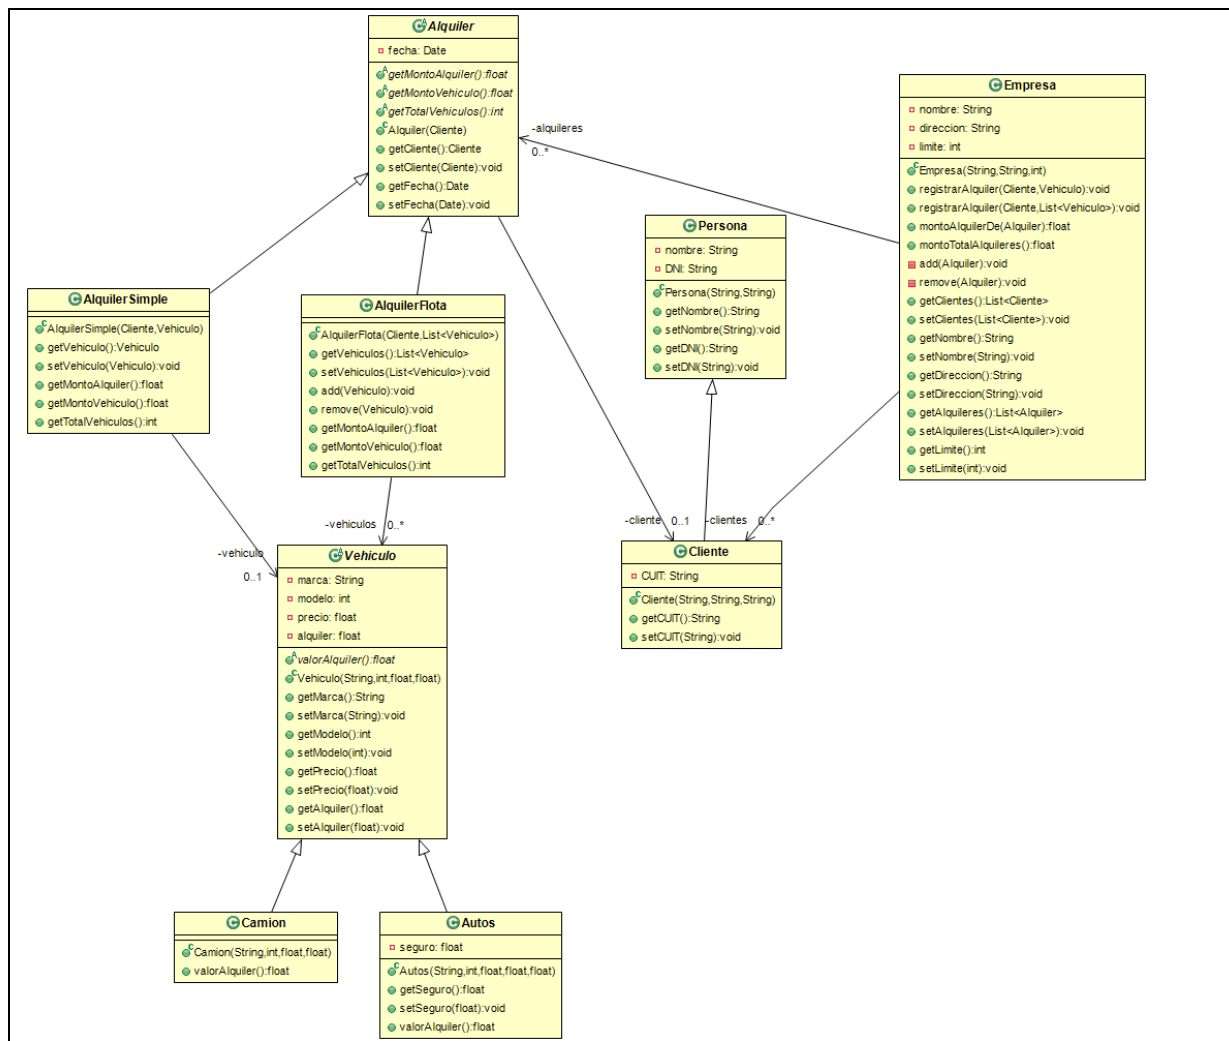 Alquiler
fecha: Date
getMontoAlquiler():float
getMontoVehiculo():float
getTotalVehiculos():int
Alquiler(Cliente)
getCliente():Cliente
setCliente(Cliente):void
getFecha():Date
setFecha(Date):void
-alquileres
0..*
Empresa
nombre: String
direccion: String
limite: int
Empresa(String,String,int)
registrarAlquiler(Cliente,Vehiculo):void
registrarAlquiler(Cliente,List<Vehiculo>):void
montoAlquilerDe(Alquiler):float
montoTotalAlquileres():float
add(Alquiler):void
remove(Alquiler):void
getClientes():List<Cliente>
setClientes(List<Cliente>):void
getNombre():String
setNombre(String):void
getDireccion():String
setDireccion(String):void
getAlquileres():List<Alquiler>
setAlquileres(List<Alquiler>):void
getLimite():int
setLimite(int):void
Persona
nombre: String
DNI: String
Persona(String,String)
getNombre():String
setNombre(String):void
getDNI():String
setDNI(String):void
AlquilerSimple
AlquilerSimple(Cliente,Vehiculo)
getVehiculo():Vehiculo
setVehiculo(Vehiculo):void
getMontoAlquiler():float
getMontoVehiculo():float
getTotalVehiculos():int
AlquilerFlota
AlquilerFlota(Cliente,List<Vehiculo>)
getVehiculos():List<Vehiculo>
setVehiculos(List<Vehiculo>):void
add(Vehiculo):void
remove(Vehiculo):void
getMontoAlquiler():float
getMontoVehiculo():float
getTotalVehiculos():int
-vehiculos 0..*
-vehiculo
0..1
-cliente 0..1
-clientes 0..*
Vehiculo
marca: String
modelo: int
precio: float
alquiler: float
valorAlquiler():float
Vehiculo(String,int,float,float)
getMarca():String
setMarca(String):void
getModelo():int
setModelo(int):void
getPrecio():float
setPrecio(float):void
getAlquiler():float
setAlquiler(float):void
Cliente
CUIT: String
Cliente(String,String,String)
getCUIT():String
setCUIT(String):void
Camion
Camion(String,int,float,float)
valorAlquiler():float
Autos
seguro: float
Autos(String,int,float,float,float)
getSeguro():float
setSeguro(float):void
valorAlquiler():float